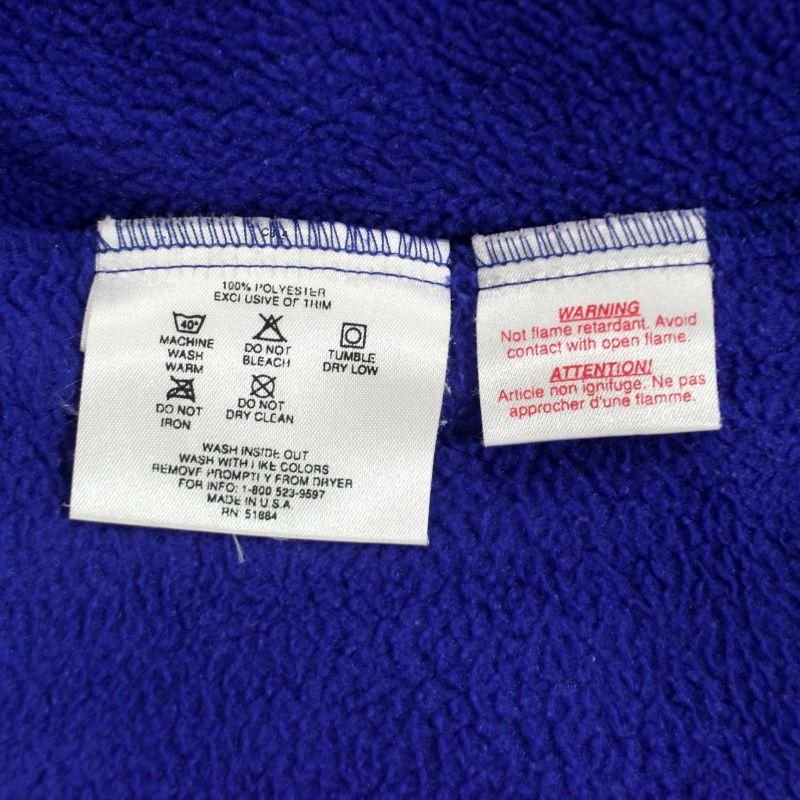 100% POLYESTER
EXCLUSIVE OF TRIM
40°
MACHINE
WASH
WARM
DO NOT
BLEACH
TUMBLE
DRY LOW
DO NOT
IRON
DO NOT
DRY CLEAN
WASH INSIDE OUT
WASH WITH LIKE COLORS
REMOVE PROMPTLY FROM DRYER
FOR INFO: 1-800 523-9597
MADE IN U.S.A.
RN 51884
WARNING
Not flame retardant. Avoid
contact with open flame.
ATTENTION!
Article non ignifuge. Ne pas
approcher d'une flamme.